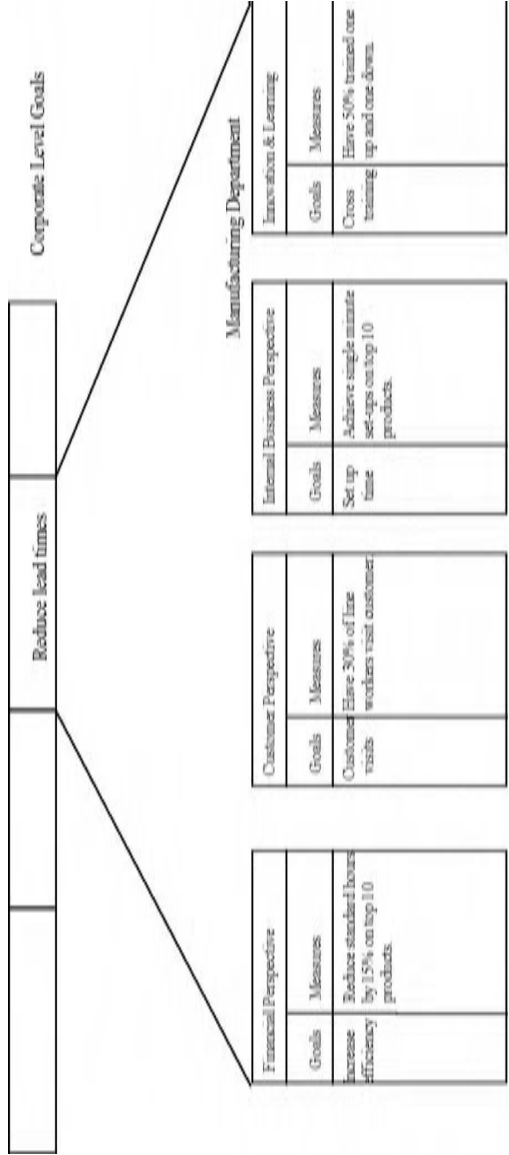 Corporate Level Goals
Reduce lead times
Manufacturing Department
Financial Perspective
Goals Measures
Increase efficiency
Reduce standard hours
by 15% on top 10
products.
Customer Perspective
Goals Measures
Customer visits
Have 30% of line
workers visit customer.
Internal Business Perspective
Goals Measures
Set up time
Achieve single minute
set-ups on top 10
products.
Innovation & Learning
Goals Measures
Cross training
Have 50% trained one
up and one down.